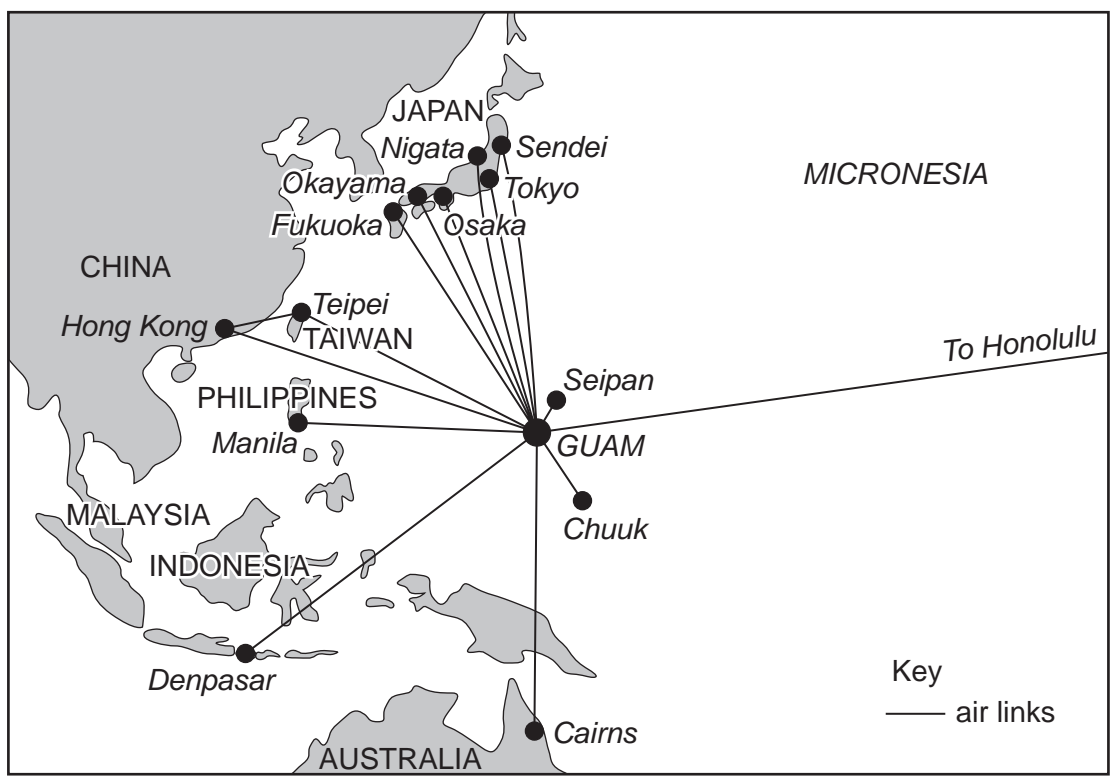 JAPAN
Nigata
Sendei
MICRONESIA
Okayama
Tokyo
Fukuoka
Osaka
CHINA
Teipei
Hong Kong
TAIWAN
To Honolulu
Seipan
PHILIPPINES
Manila
GUAM
MALAYSIA
Chuuk
INDONESIA
Denpasar
Key
air links
Cairns
AUSTRALIA